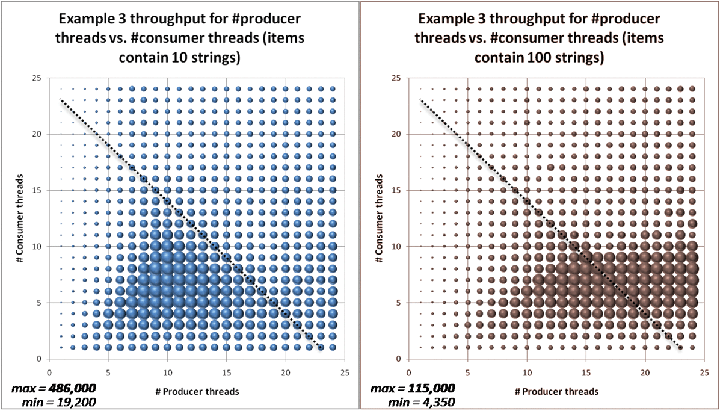 Example 3 throughput for #producer
threads vs. #consumer threads (items
contain 10 strings)
25
20
15
10
5
0
# Consumer threads
0
5
10
15
20
25
# Producer threads
max = 486,000
min = 19,200
Example 3 throughput for #producer
threads vs. #consumer threads (items
contain 100 strings)
25
20
15
10
5
0
# Consumer threads
0
5
10
15
20
25
# Producer threads
max = 115,000
min = 4,350